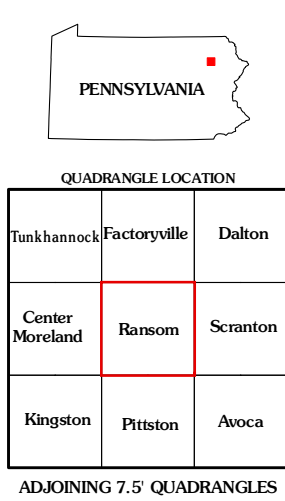 PENNSYLVANIA
QUADRANGLE LOCATION
Tunkhannock Factoryville Dalton
Center
Moreland Ransom Scranton
Kingston Pittston Avoca
ADJOINING 7.5' QUADRANGLES